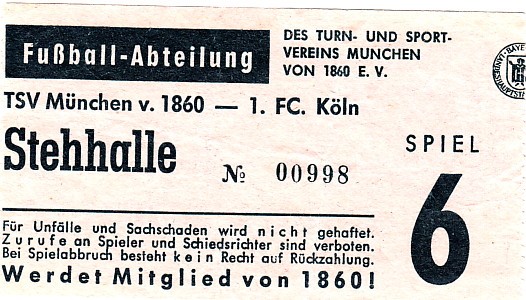 Fußball-Abteilung
DES TURN- UND SPORT-
VEREINS MUNCHEN
VON 1860 E. V.
TSV München v. 1860 — 1. FC. Köln
Stehhalle
№ 00998
SPIEL
6
Für Unfälle und Sachschaden wird nicht gehaftet.
Zurufe an Spieler und Schiedsrichter sind verboten.
Bei Spielabbruch besteht kein Recht auf Rückzahlung.
Werdet Mitglied von 1860!